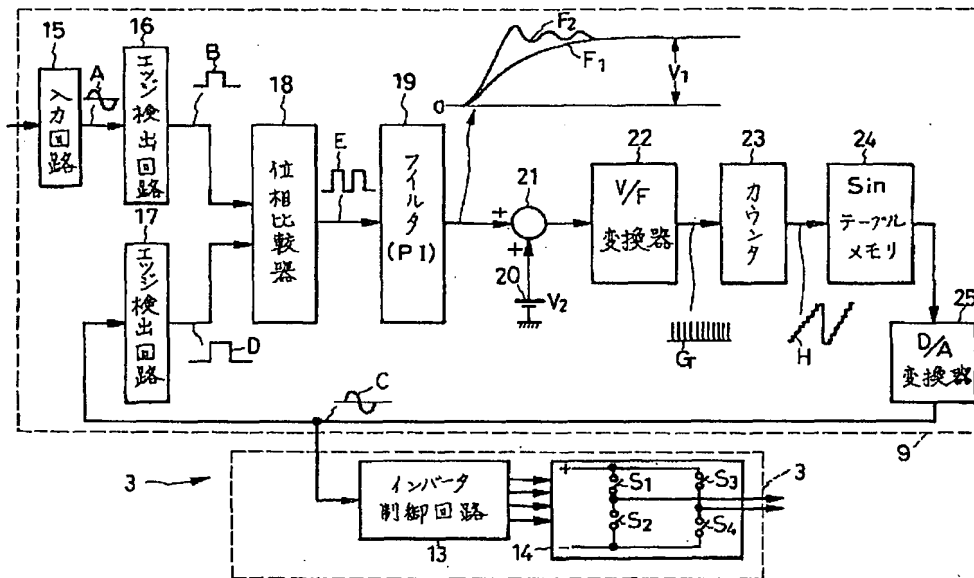 15
入力回路
A
16
エッジ検出回路
B
17
エッジ検出回路
D
18
位相比較器
E
19
フイルタ
(PI)
F2
F1
V1
0
21
+
+
20
V2
22
V/F
変換器
G
23
カウンタ
H
24
Sin
テーブル
メモリ
25
D/A
変換器
C
9
3
インバータ
制御回路
13
14
+
−
S1
S2
S3
S4
3